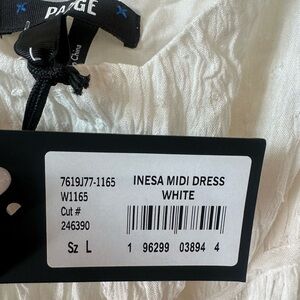 PAIGE
China
7619J77-1165
W1165
Cut #
246390
Sz L
INESA MIDI DRESS
WHITE
1 96299 03894 4